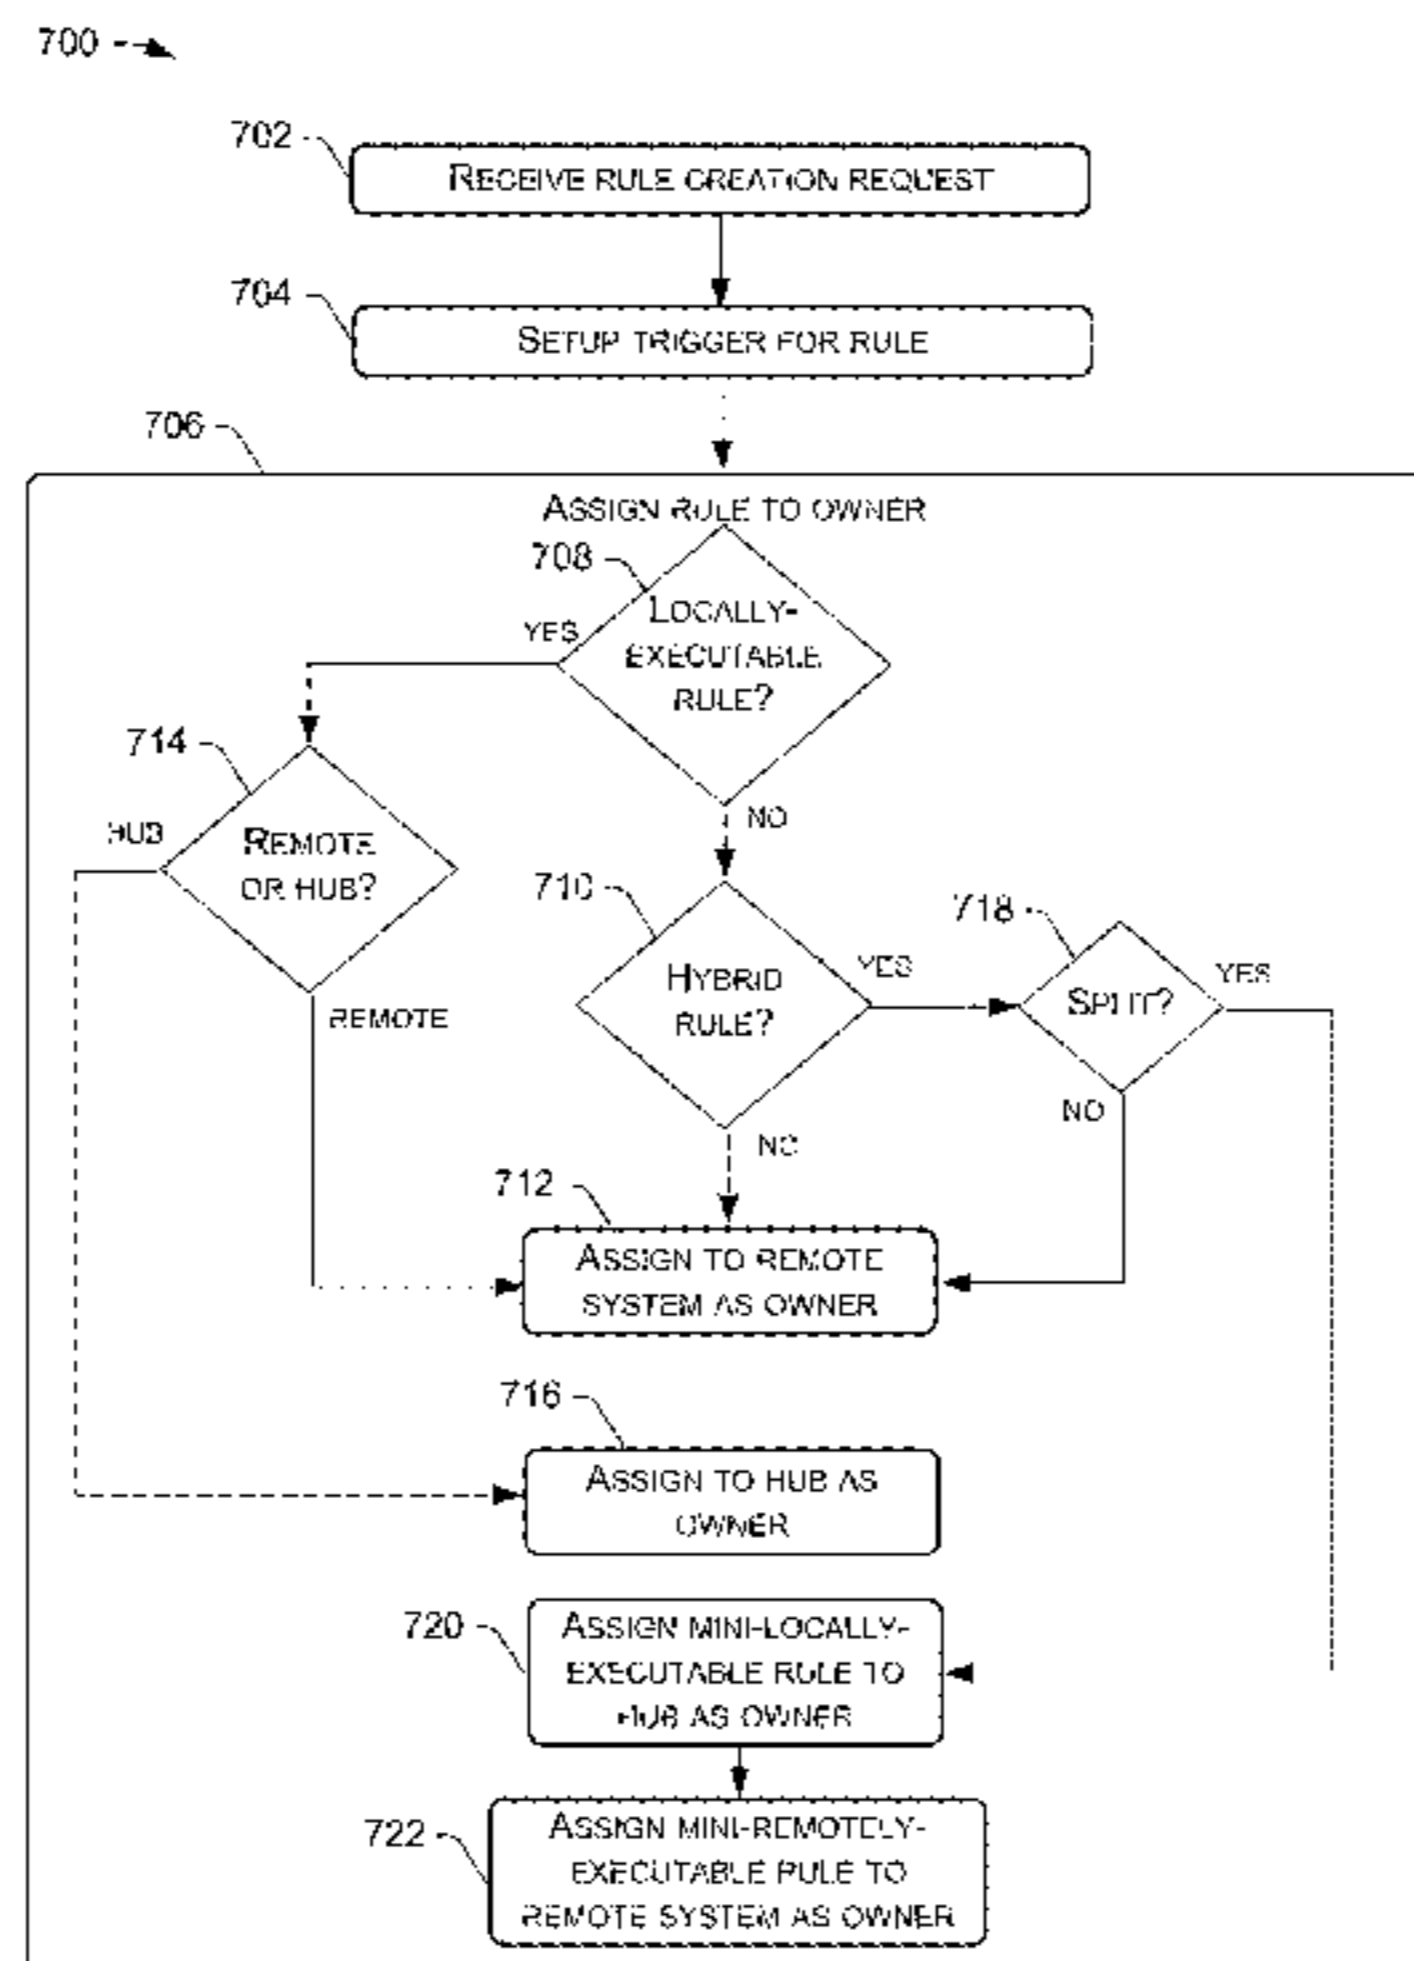 700
702
RECEIVE RULE CREATION REQUEST
704
SETUP TRIGGER FOR RULE
706
ASSIGN RULE TO OWNER
708
YES
LOCALLY-
EXECUTABLE
RULE?
714
HUB
REMOTE
OR HUB?
NO
710
718
HYBRID
RULE?
YES
SPLIT?
YES
REMOTE
NO
NO
712
ASSIGN TO REMOTE
SYSTEM AS OWNER
716
ASSIGN TO HUB AS
OWNER
720
ASSIGN MINI-LOCALLY-
EXECUTABLE RULE TO
HUB AS OWNER
722
ASSIGN MINI-REMOTELY-
EXECUTABLE RULE TO
REMOTE SYSTEM AS OWNER